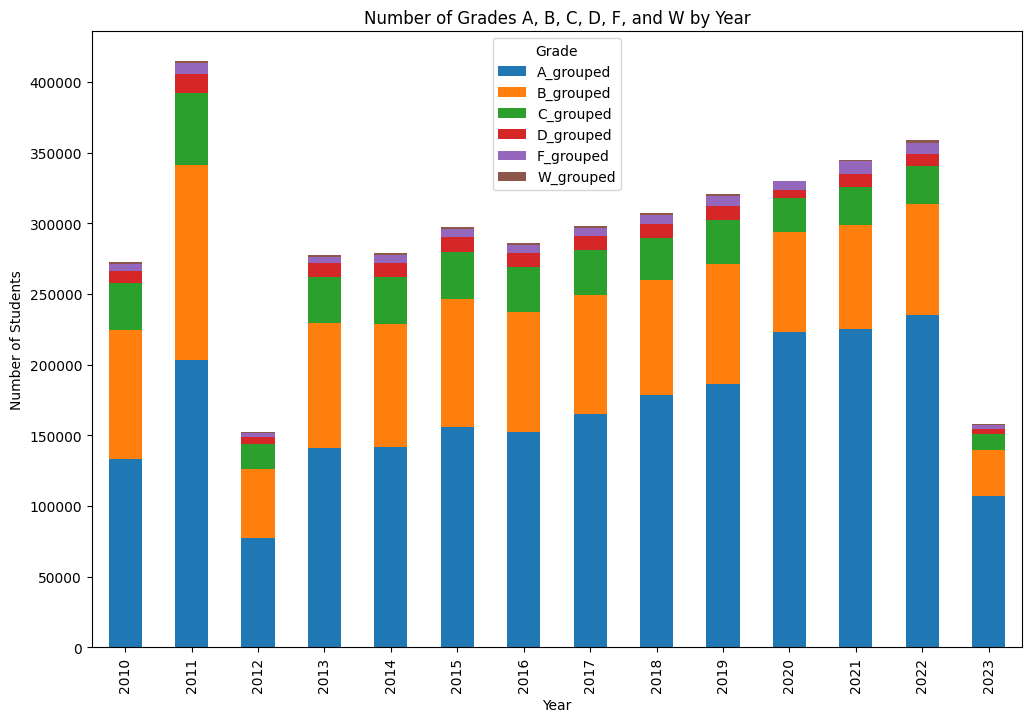 Number of Grades A, B, C, D, F, and W by Year
Grade
A_grouped
B_grouped
C_grouped
D_grouped
F_grouped
W_grouped
Number of Students
400000
350000
300000
250000
200000
150000
100000
50000
0
2010
2011
2012
2013
2014
2015
2016
2017
2018
2019
2020
2021
2022
2023
Year